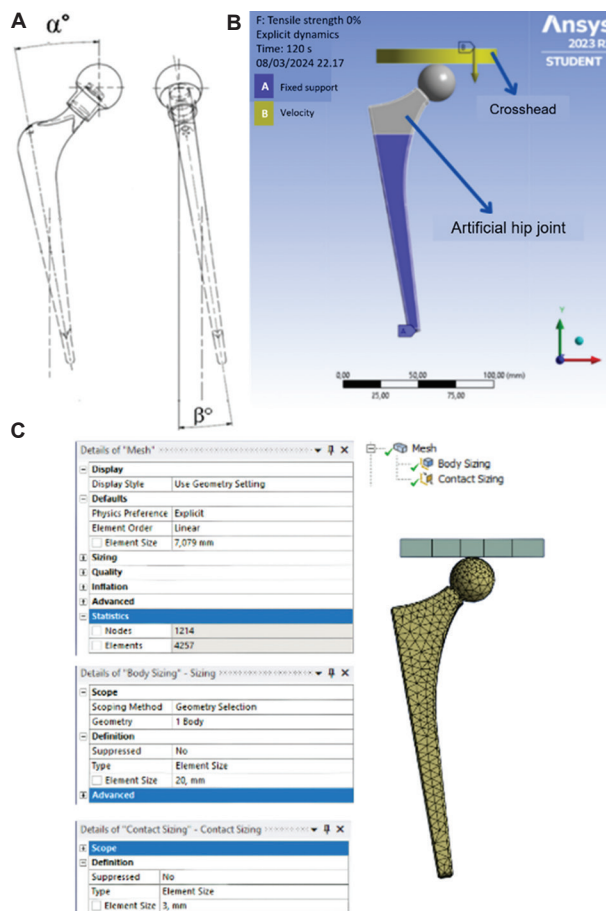 A
α°
β°
B
F: Tensile strength 0%
Explicit dynamics
Time: 120 s
08/03/2024 22.17
A Fixed support
B Velocity
Ansys
2023 R
STUDENT
B
Crosshead
Artificial hip joint
A
Y
0,00 50,00 100,00 (mm)
25,00 75,00
C
Details of "Mesh"
Display
Display Style Use Geometry Setting
Defaults
Physics Preference Explicit
Element Order Linear
Element Size 7,079 mm
Sizing
Quality
Inflation
Advanced
Statistics
Nodes 1214
Elements 4257
Details of "Body Sizing" - Sizing
Scope
Scoping Method Geometry Selection
Geometry 1 Body
Definition
Suppressed No
Type Element Size
Element Size 20, mm
Advanced
Details of "Contact Sizing" - Contact Sizing
Scope
Definition
Suppressed No
Type Element Size
Element Size 3, mm
Mesh
Body Sizing
Contact Sizing